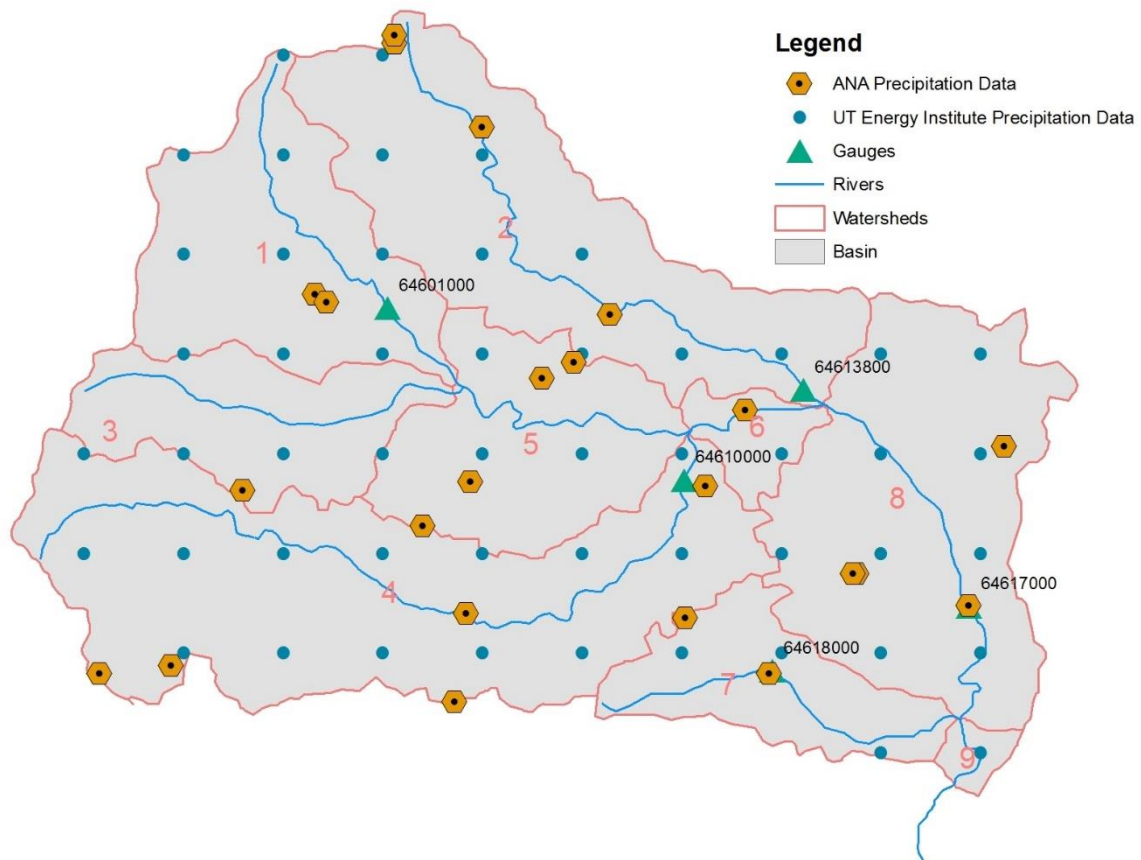 Legend
ANA Precipitation Data
UT Energy Institute Precipitation Data
Gauges
Rivers
Watersheds
Basin
2
1
64601000
64613800
3
5
6
64610000
8
4
64617000
64618000
7
9